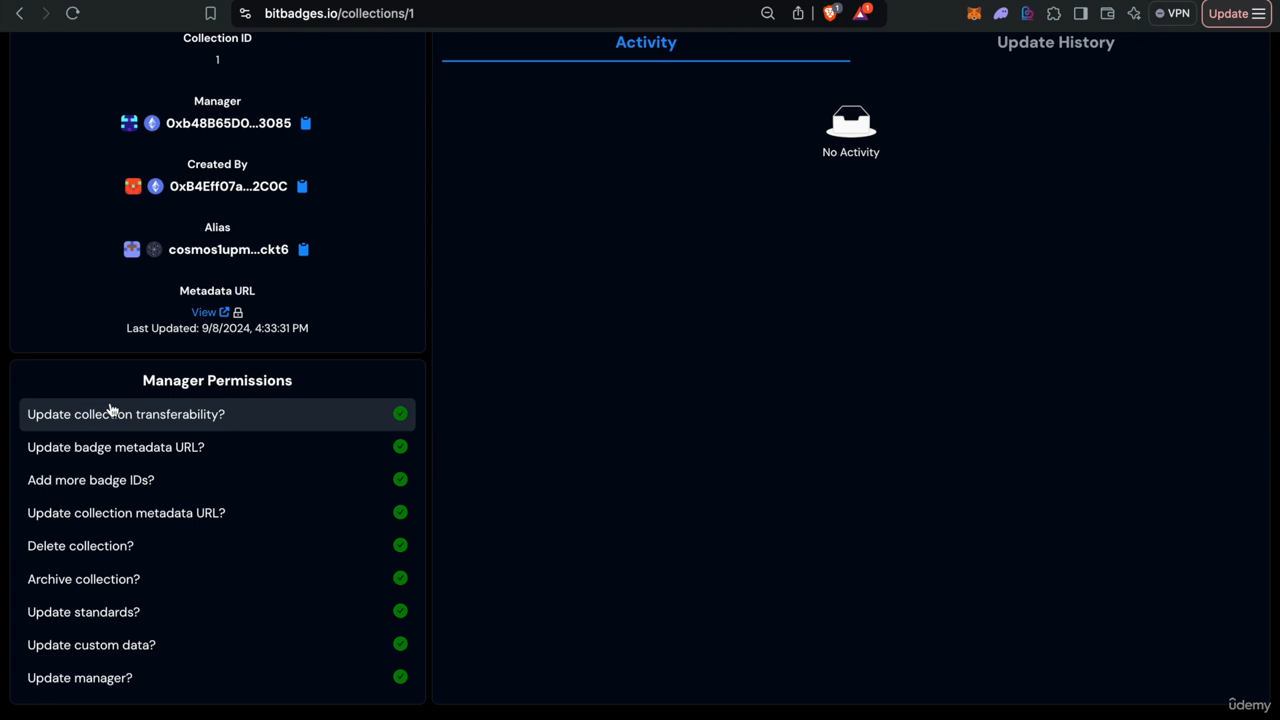 bitbadges.io/collections/1
1
1
VPN
Update
Collection ID
1
Manager
0xb48B65D0...3085
Created By
0xB4Eff07a...2C0C
Alias
cosmos1upm...ckt6
Metadata URL
View
Last Updated: 9/8/2024, 4:33:31 PM
Manager Permissions
Update collection transferability?
Update badge metadata URL?
Add more badge IDs?
Update collection metadata URL?
Delete collection?
Archive collection?
Update standards?
Update custom data?
Update manager?
Activity
Update History
No Activity
ûdemy